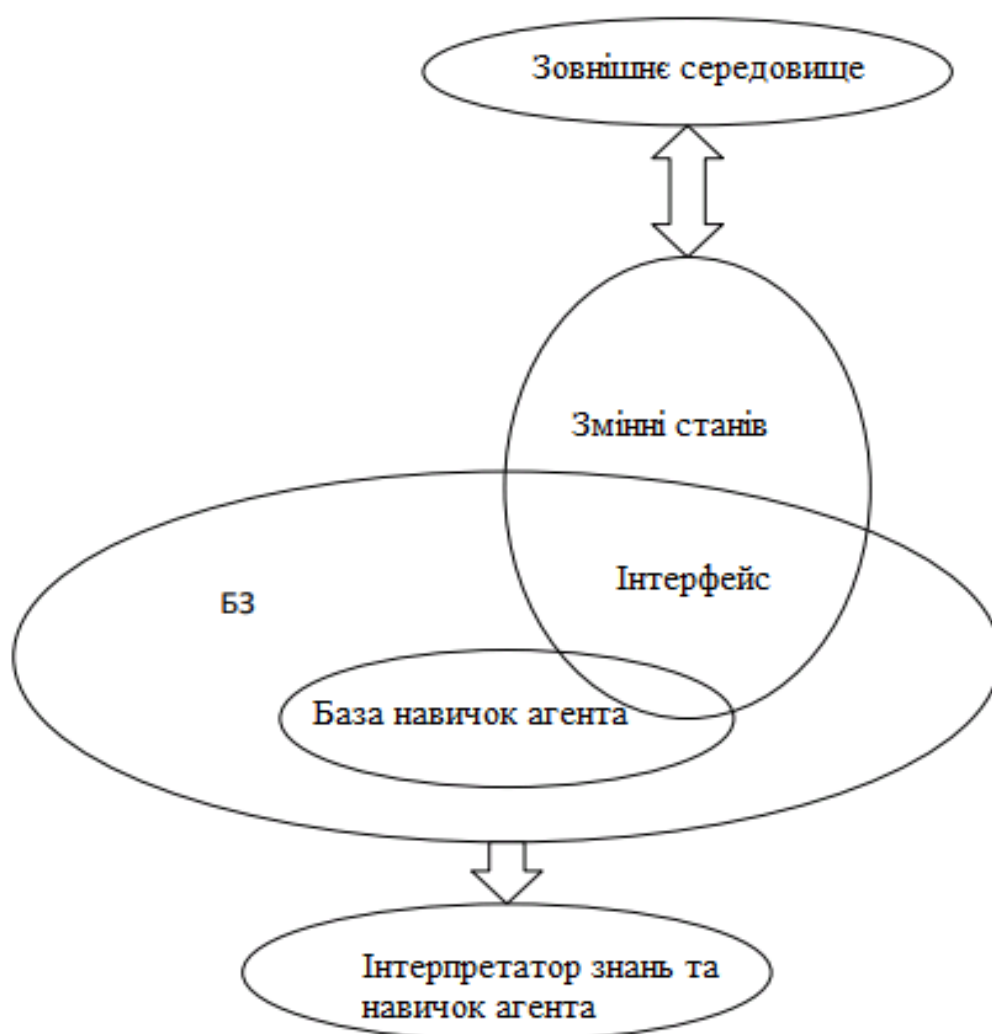 Зовнішнє середовище
Змінні станів
Інтерфейс
БЗ
База навичок агента
Інтерпретатор знань та
навичок агента